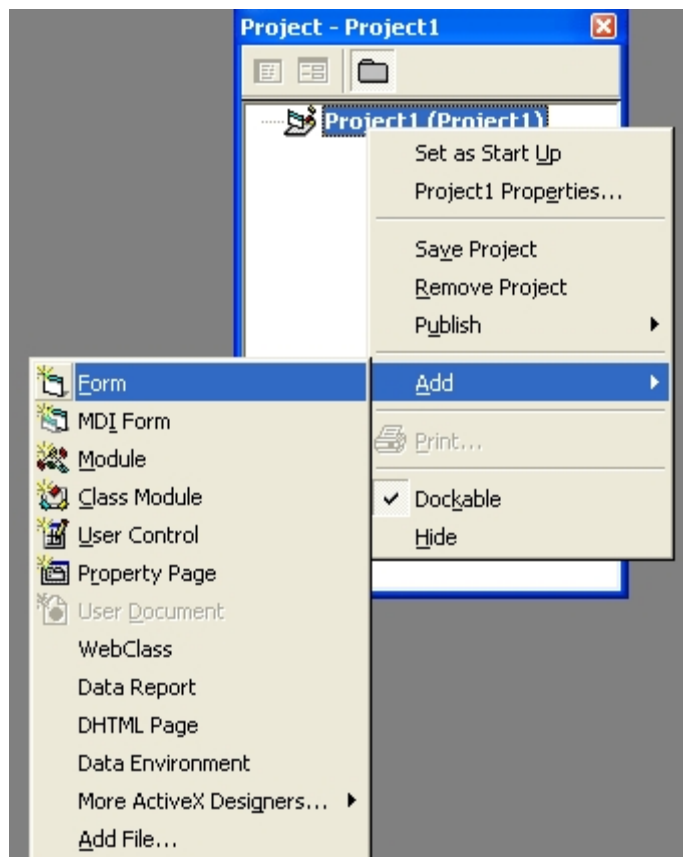 Project - Project1
Project1 (Project1)
Set as Start Up
Project1 Properties...
Save Project
Remove Project
Publish
Add
Print...
Dockable
Hide
Form
MDI Form
Module
Class Module
User Control
Property Page
User Document
WebClass
Data Report
DHTML Page
Data Environment
More ActiveX Designers...
Add File...